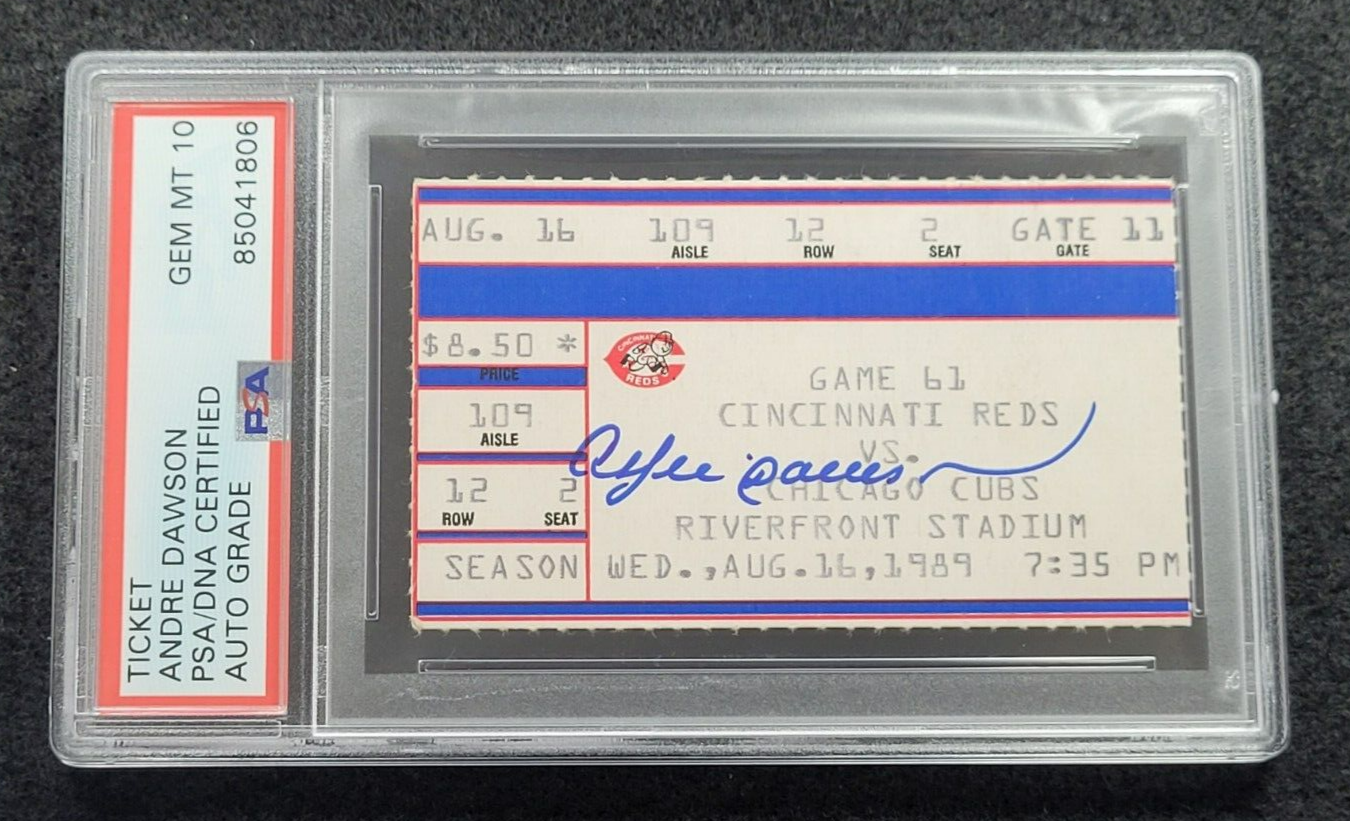 TICKET
ANDRE DAWSON
PSA/DNA CERTIFIED
AUTO GRADE
GEM MT 10
85041806
PSA
AUG. 16 109 12 2 GATE 11
AISLE ROW SEAT GATE
$8.50 *
PRICE
109
AISLE
12 2
ROW SEAT
SEASON
CINCINNATI
REDS
GAME 61
CINCINNATI REDS
VS.
Andre Dawson
CHICAGO CUBS
RIVERFRONT STADIUM
WED.,AUG.16,1989 7:35 PM